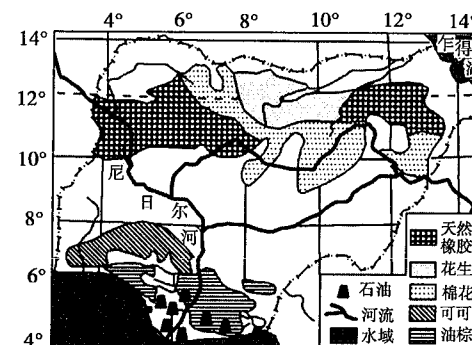 4° 6° 8° 10° 12° 14°
14°
乍得
湖
12°
10°
尼
日
尔
河
8°
天然
橡胶
6°
花生
石油
棉花
河流
可可
4°
水域
油棕